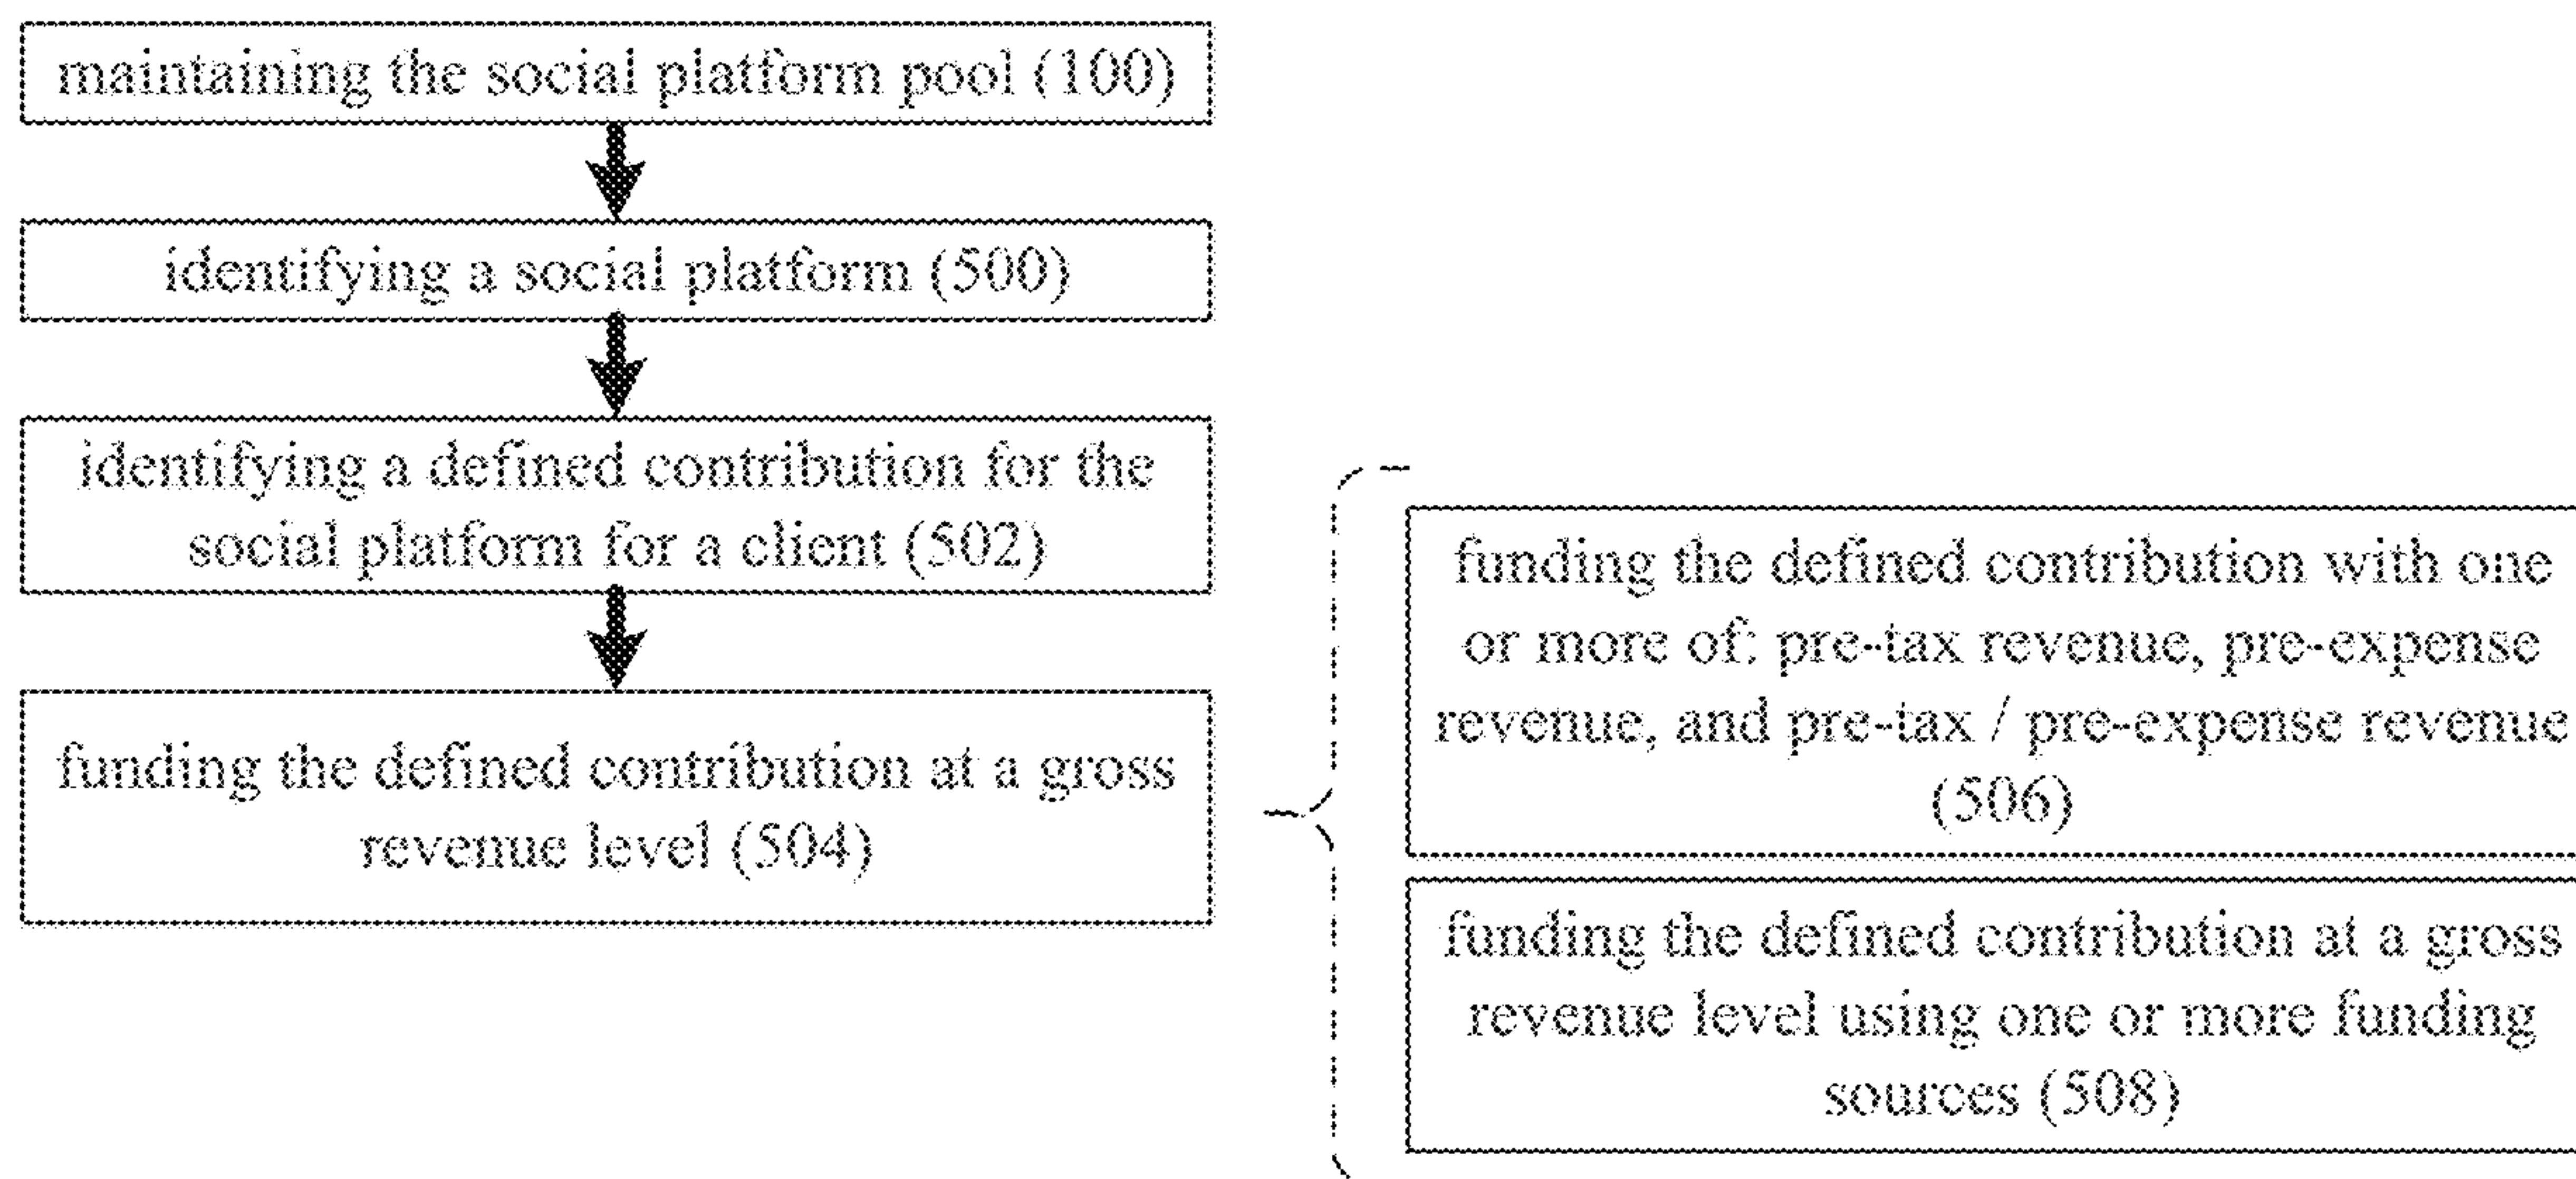 maintaining the social platform pool (100)
identifying a social platform (500)
identifying a defined contribution for the
social platform for a client (502)
funding the defined contribution at a gross
revenue level (504)
funding the defined contribution with one
or more of: pre-tax revenue, pre-expense
revenue, and pre-tax / pre-expense revenue
(506)
funding the defined contribution at a gross
revenue level using one or more funding
sources (508)